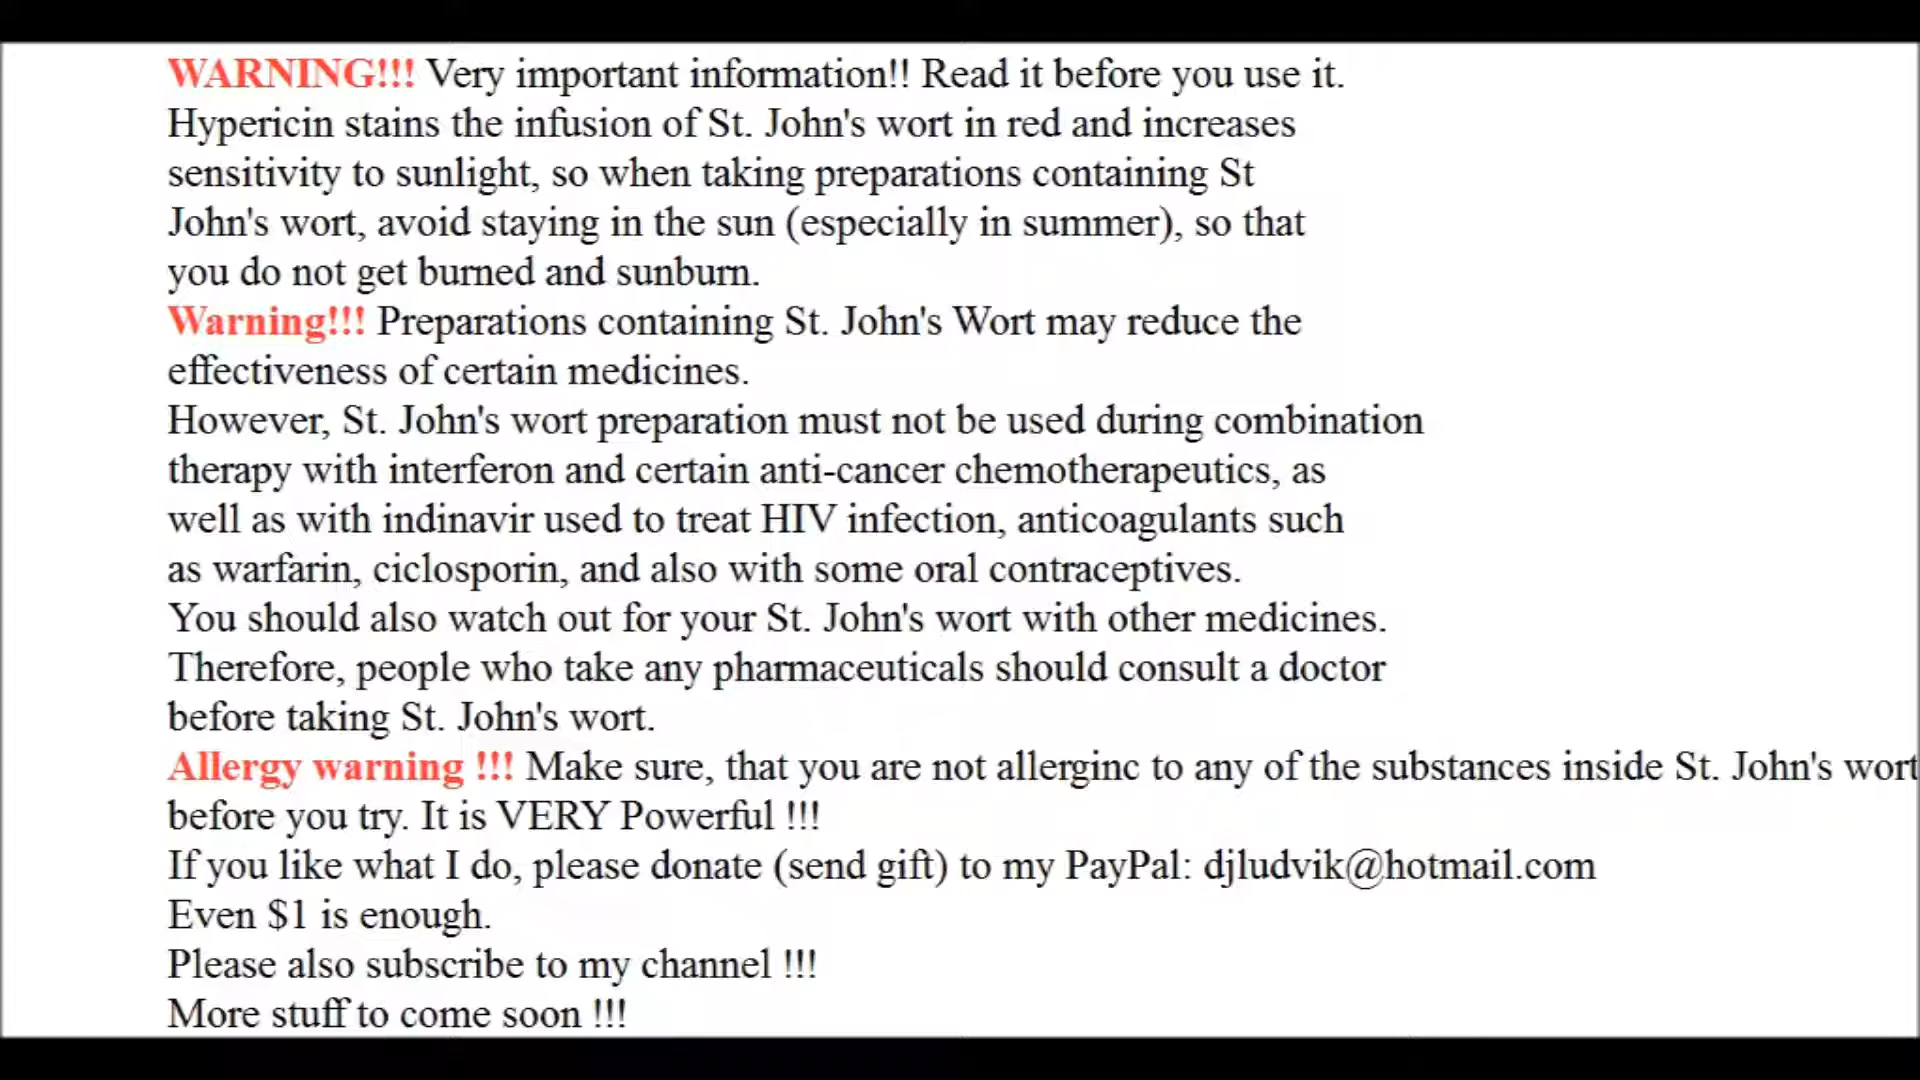 WARNING!!! Very important information!! Read it before you use it.
Hypericin stains the infusion of St. John's wort in red and increases
sensitivity to sunlight, so when taking preparations containing St
John's wort, avoid staying in the sun (especially in summer), so that
you do not get burned and sunburn.
Warning!!! Preparations containing St. John's Wort may reduce the
effectiveness of certain medicines.
However, St. John's wort preparation must not be used during combination
therapy with interferon and certain anti-cancer chemotherapeutics, as
well as with indinavir used to treat HIV infection, anticoagulants such
as warfarin, ciclosporin, and also with some oral contraceptives.
You should also watch out for your St. John's wort with other medicines.
Therefore, people who take any pharmaceuticals should consult a doctor
before taking St. John's wort.
Allergy warning !!! Make sure, that you are not allerginc to any of the substances inside St. John's wort
before you try. It is VERY Powerful !!!
If you like what I do, please donate (send gift) to my PayPal: djludvik@hotmail.com
Even $1 is enough.
Please also subscribe to my channel !!!
More stuff to come soon !!!